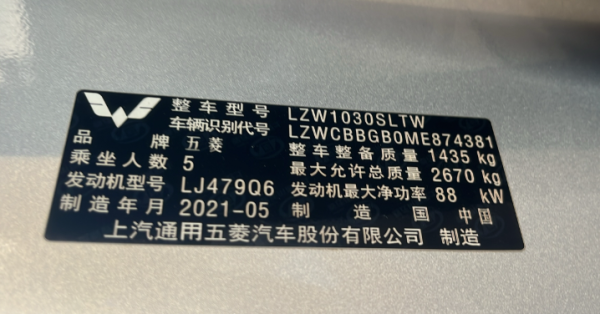 整车型号 LZW1030SLTW
车辆识别代号 LZWCBBGB0ME874381
品牌 五菱 整车整备质量 1435 kg
乘坐人数 5 最大允许总质量 2670 kg
发动机型号 LJ479Q6 发动机最大净功率 88 kW
制造年月 2021-05 制造国 中国
上汽通用五菱汽车股份有限公司 制造